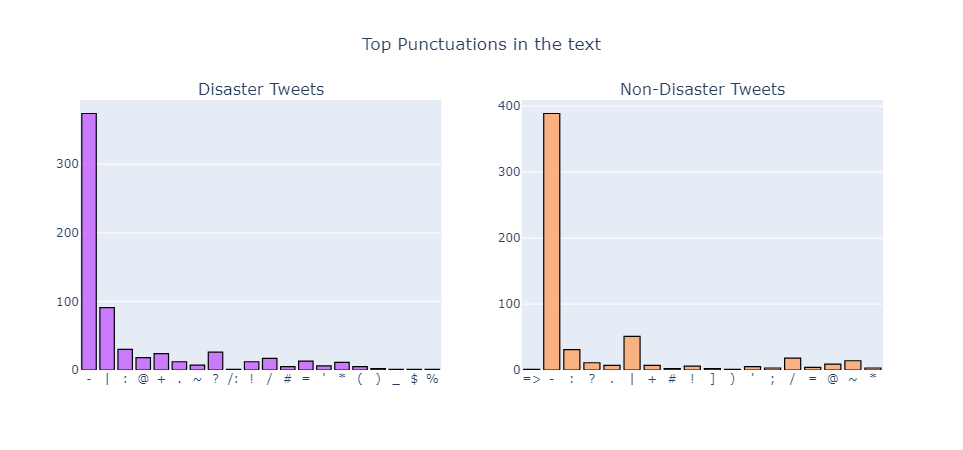 Top Punctuations in the text
Disaster Tweets
300
200
100
0
- | : @ + . ~ ? /: ! / # = ' * ( ) _ $ %
Non-Disaster Tweets
400
300
200
100
0
=> - : ? . | + # ! ] ) ' ; / = @ ~ *